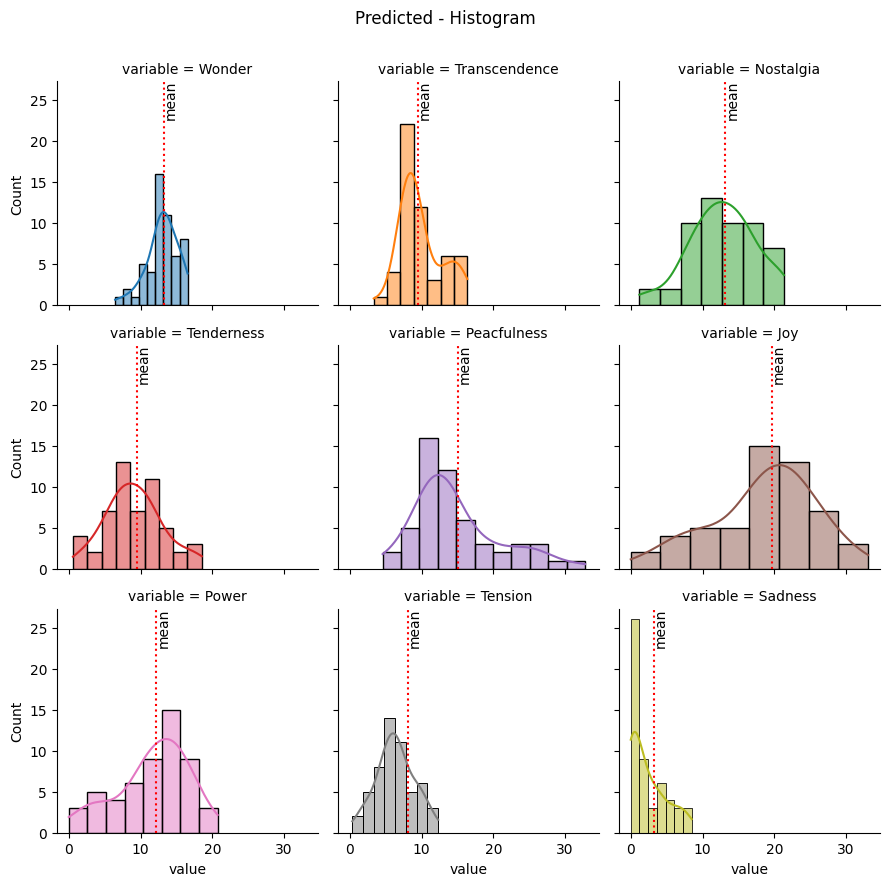 Predicted - Histogram
variable = Wonder
variable = Transcendence
variable = Nostalgia
mean
mean
mean
25
20
15
10
5
0
Count
variable = Tenderness
variable = Peacfulness
variable = Joy
mean
mean
mean
25
20
15
10
5
0
Count
variable = Power
variable = Tension
variable = Sadness
mean
mean
mean
25
20
15
10
5
0
Count
0 10 20 30
0 10 20 30
0 10 20 30
value
value
value